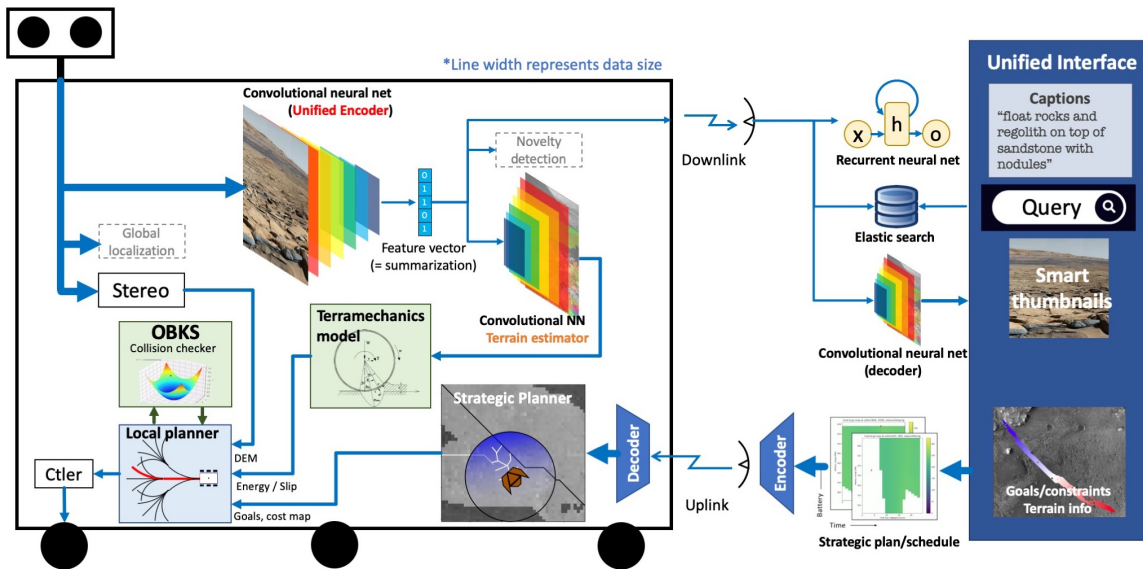 *Line width represents data size
Convolutional neural net
(Unified Encoder)
Novelty
detection
0
1
1
0
1
Feature vector
(= summarization)
Global
localization
Stereo
Convolutional NN
Terrain estimator
OBKS
Collision checker
Terramechanics
model
Local planner
DEM
Energy / Slip
Goals, cost map
Ctler
Strategic Planner
Decoder
Downlink
Uplink
x
h
o
Recurrent neural net
Elastic search
Convolutional neural net
(decoder)
Encoder
Battery
Time
Strategic plan/schedule
Unified Interface
Captions
“float rocks and
regolith on top of
sandstone with
nodules”
Query
Smart
thumbnails
Goals/constraints
Terrain info